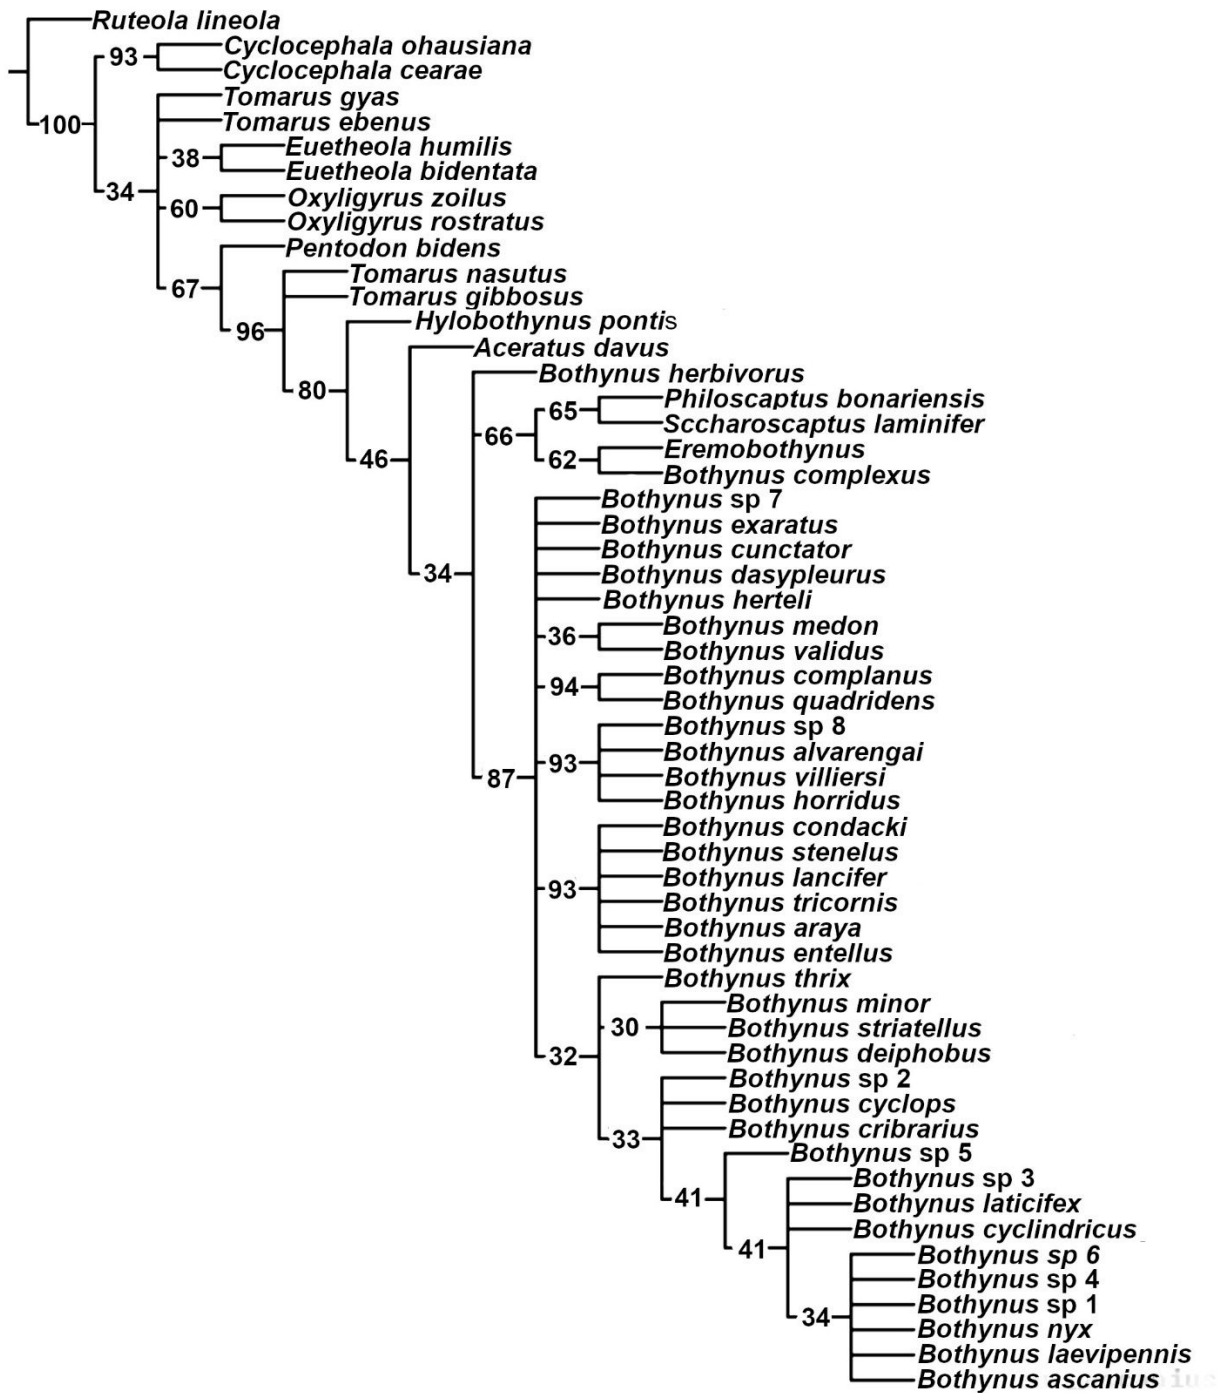 Ruteola lineola
93
Cyclocephala ohausiana
Cyclocephala cearae
100
Tomarus gyas
Tomarus ebenus
38
Euetheola humilis
Euetheola bidentata
34
60
Oxyligyrus zoilus
Oxyligyrus rostratus
67
Pentodon bidens
96
Tomarus nasutus
Tomarus gibbosus
80
Hylobothynus pontis
46
Aceratus davus
34
Bothynus herbivorus
66
65
Philoscaptus bonariensis
Sccharoscaptus laminifer
62
Eremobothynus
Bothynus complexus
87
Bothynus sp 7
Bothynus exaratus
Bothynus cunctator
Bothynus dasypleurus
Bothynus herteli
36
Bothynus medon
Bothynus validus
94
Bothynus complanus
Bothynus quadridens
93
Bothynus sp 8
Bothynus alvarengai
Bothynus villiersi
Bothynus horridus
93
Bothynus condacki
Bothynus stenelus
Bothynus lancifer
Bothynus tricornis
Bothynus araya
Bothynus entellus
32
Bothynus thrix
30
Bothynus minor
Bothynus striatellus
Bothynus deiphobus
33
Bothynus sp 2
Bothynus cyclops
Bothynus cribrarius
41
Bothynus sp 5
41
Bothynus sp 3
Bothynus laticifex
Bothynus cyclindricus
34
Bothynus sp 6
Bothynus sp 4
Bothynus sp 1
Bothynus nyx
Bothynus laevipennis
Bothynus ascanius